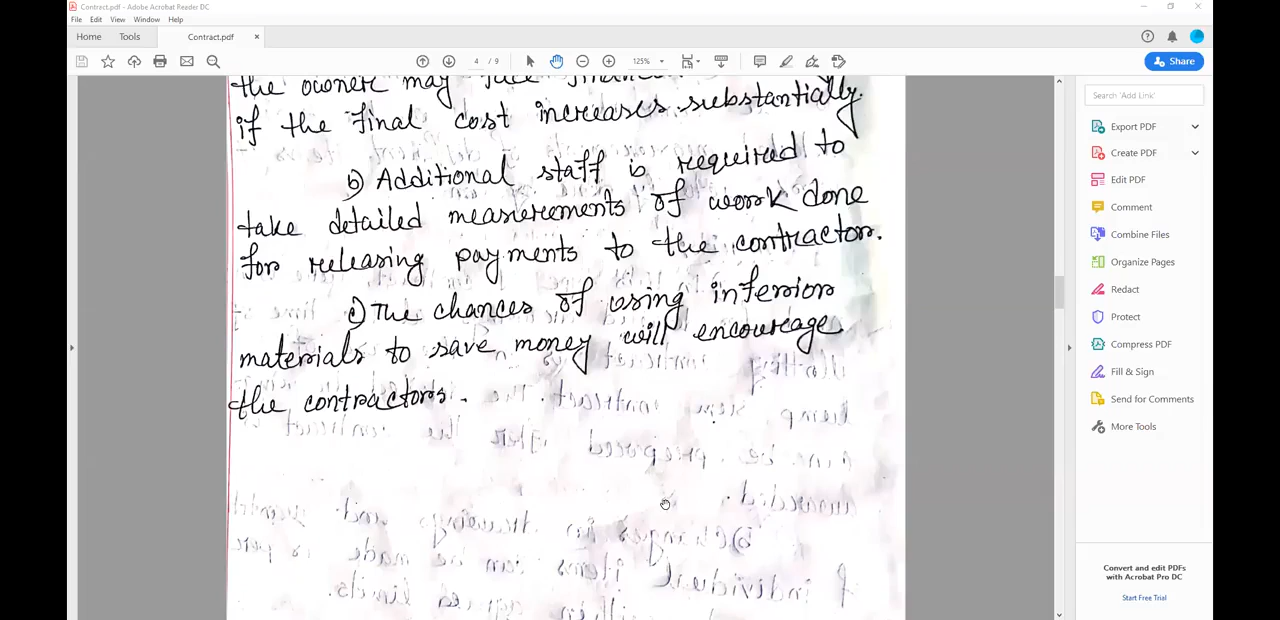 Contract.pdf - Adobe Acrobat Reader DC
File Edit View Window Help
Home Tools Contract.pdf ×
4 / 9 125% Share
the owner may face
if the final cost increases substantially.
b) Additional staff is required to
take detailed measurements of work done
for releasing payments to the contractor.
c) The chances of using inferior
materials to save money will encourage
the contractors.
Search 'Add Link'
Export PDF
Create PDF
Edit PDF
Comment
Combine Files
Organize Pages
Redact
Protect
Compress PDF
Fill & Sign
Send for Comments
More Tools
Convert and edit PDFs
with Acrobat Pro DC
Start Free Trial